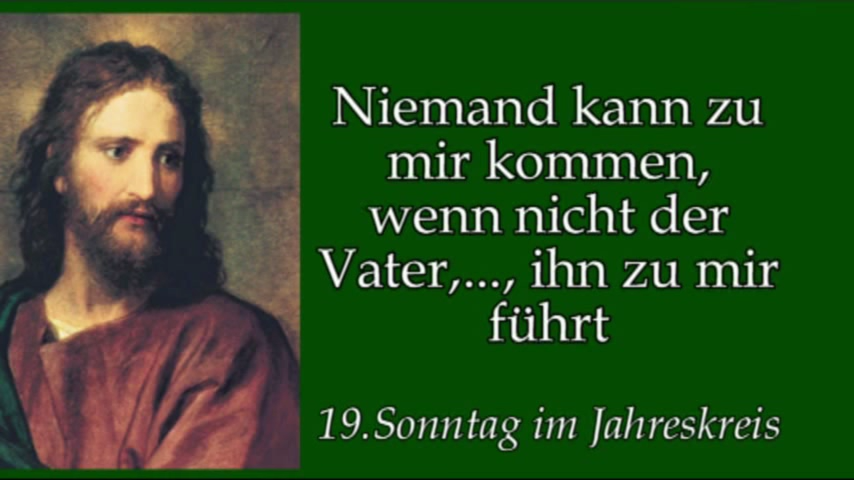 Niemand kann zu
mir kommen,
wenn nicht der
Vater,..., ihn zu mir
führt
19.Sonntag im Jahreskreis